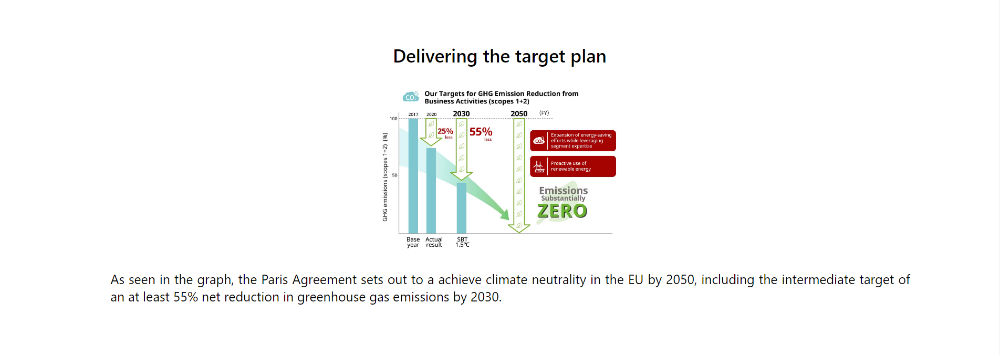 Delivering the target plan
CO₂
Our Targets for GHG Emission Reduction from
Business Activities (scopes 1+2)
2017 2020 2030 2050 (FY)
100
25%
less
55%
less
Expansion of energy-saving
efforts while leveraging
segment expertise
CO₂
Proactive use of
renewable energy
50
GHG emissions (scopes 1+2) (%)
Emissions
Substantially
ZERO
Base
year
Actual
result
SBT
1.5℃
As seen in the graph, the Paris Agreement sets out to a achieve climate neutrality in the EU by 2050, including the intermediate target of
an at least 55% net reduction in greenhouse gas emissions by 2030.